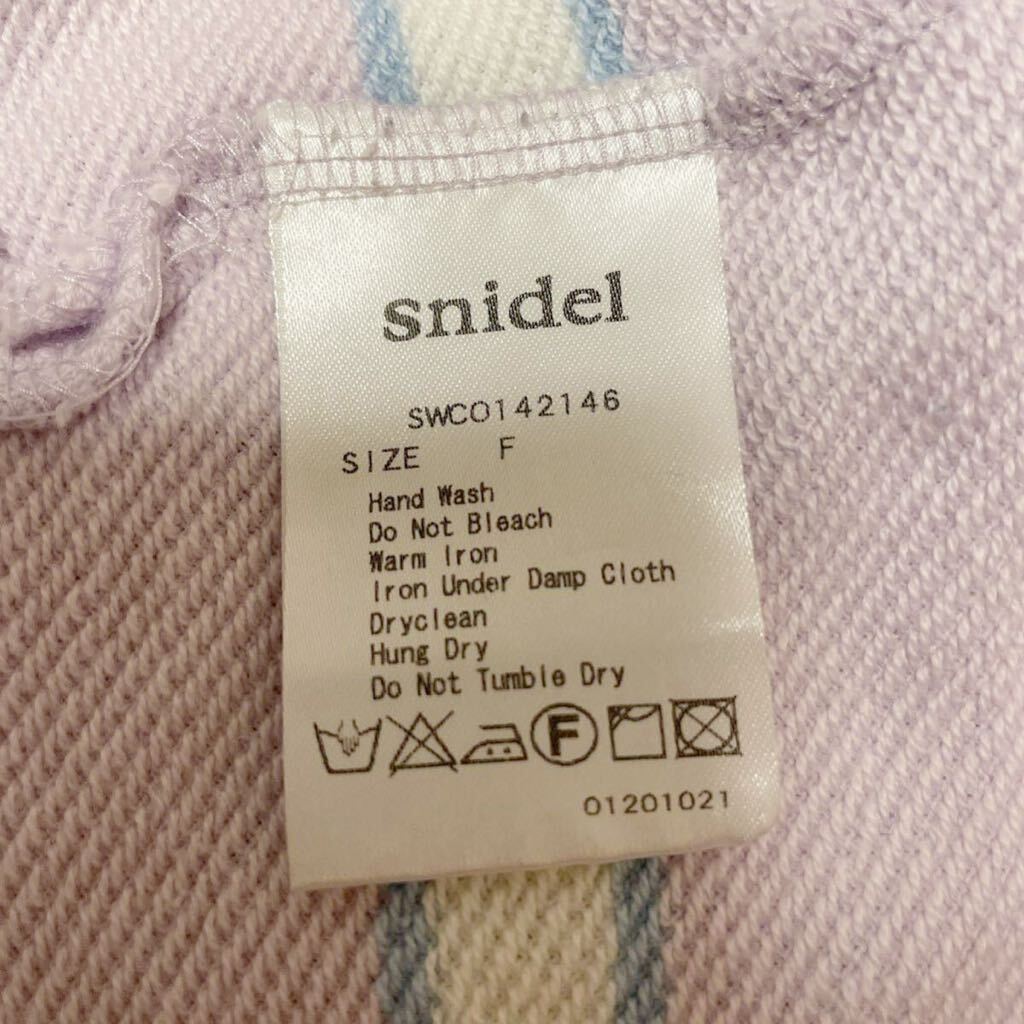 snidel
SWCO142146
SIZE F
Hand Wash
Do Not Bleach
Warm Iron
Iron Under Damp Cloth
Dryclean
Hung Dry
Do Not Tumble Dry
F
01201021